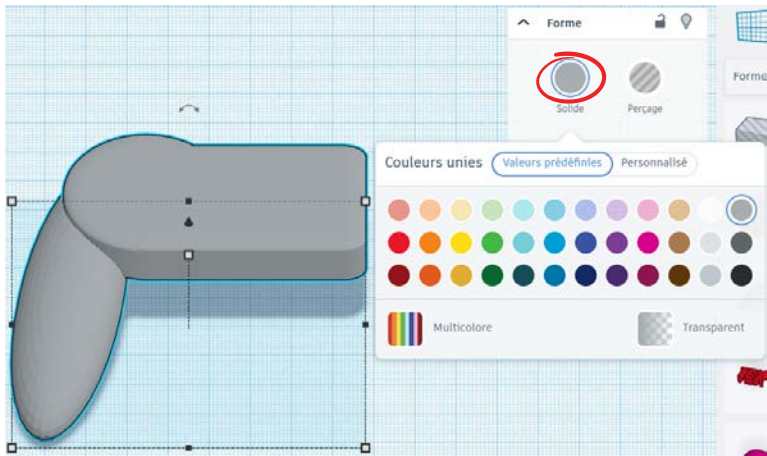 Forme
Solide
Perçage
Forme
Couleurs unies
Valeurs prédéfinies
Personnalisé
Multicolore
Transparent